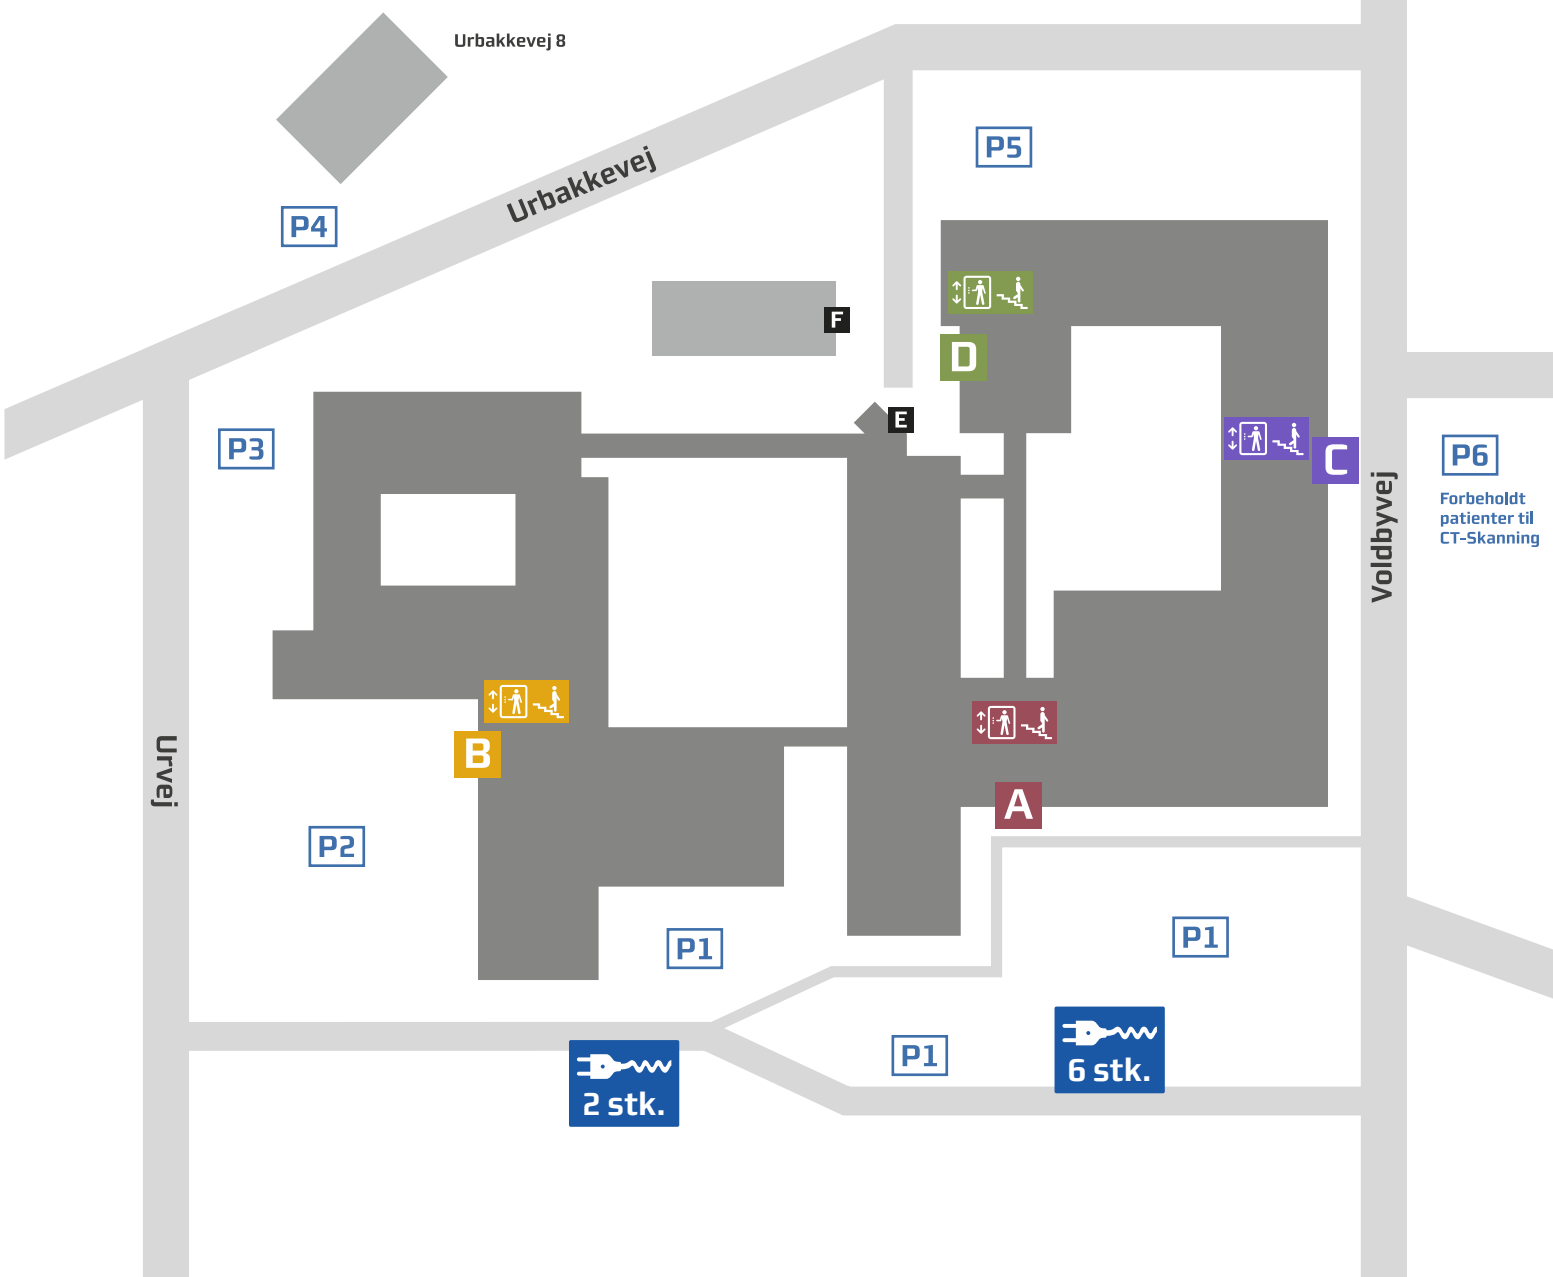 Urbakkevej 8
P5
Urbakkevej
P4
D
F
E
P3
C
P6
Forbeholdt
patienter til
CT-Skanning
Voldbyvej
B
Urvej
A
P2
P1
P1
P1
6 stk.
2 stk.